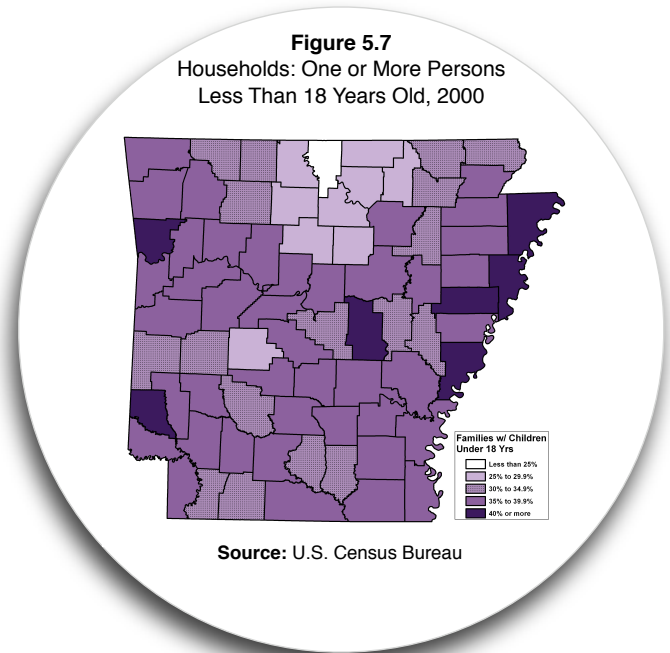 Figure 5.7
Households: One or More Persons
Less Than 18 Years Old, 2000
Families w/ Children
Under 18 Yrs
Less than 25%
25% to 29.9%
30% to 34.9%
35% to 39.9%
40% or more
Source: U.S. Census Bureau